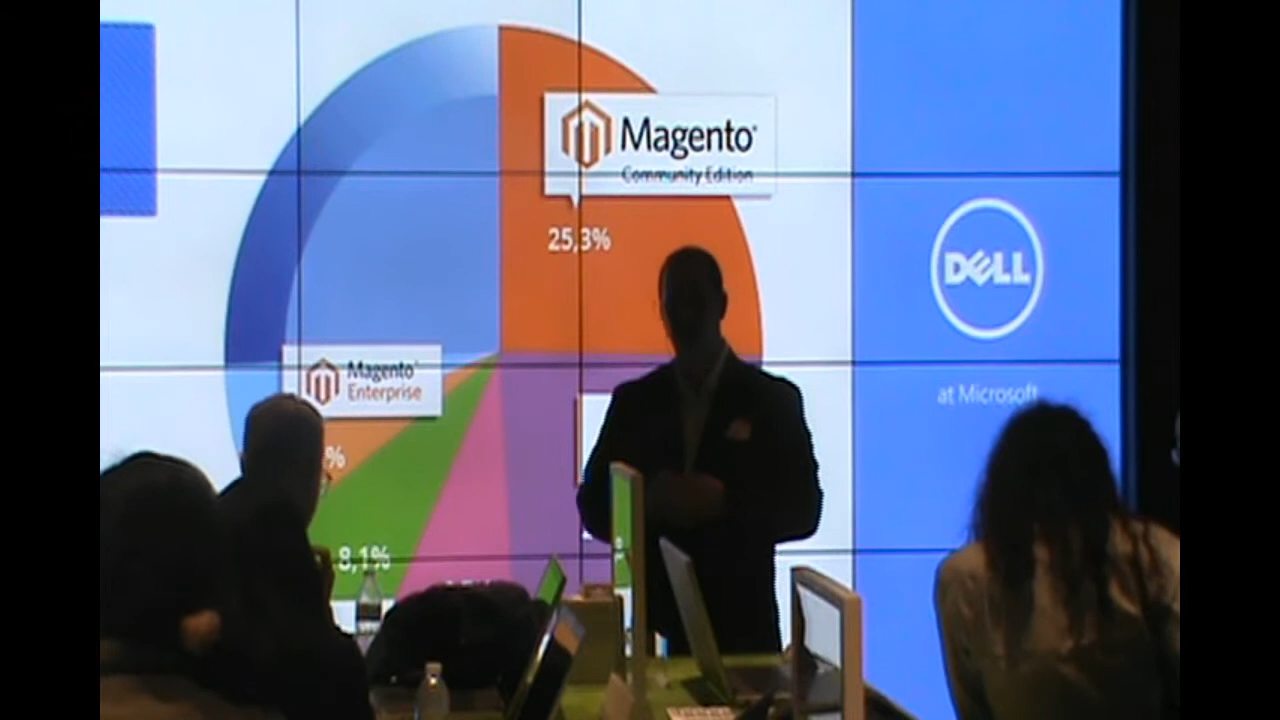 Magento
Community Edition
25,3%
DELL
Magento
Enterprise
at Microsoft
%
8,1%